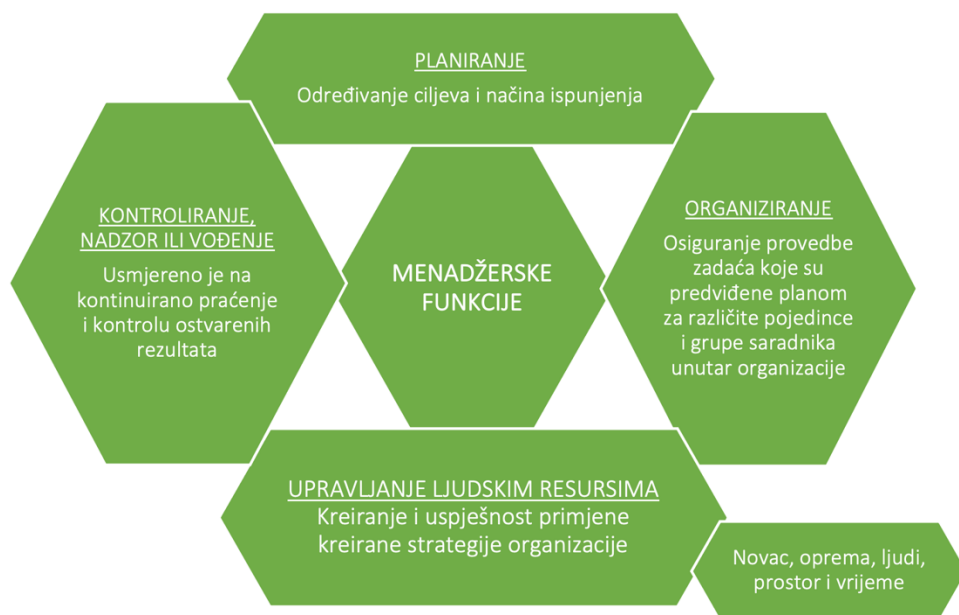 PLANIRANJE
Određivanje ciljeva i načina ispunjenja
KONTROLIRANJE,
NADZOR ILI VOĐENJE
Usmjereno je na
kontinuirano praćenje
i kontrolu ostvarenih
rezultata
MENADŽERSKE
FUNKCIJE
ORGANIZIRANJE
Osiguranje provedbe
zadaća koje su
predviđene planom
za različite pojedince
i grupe saradnika
unutar organizacije
UPRAVLJANJE LJUDSKIM RESURSIMA
Kreiranje i uspješnost primjene
kreirane strategije organizacije
Novac, oprema, ljudi,
prostor i vrijeme